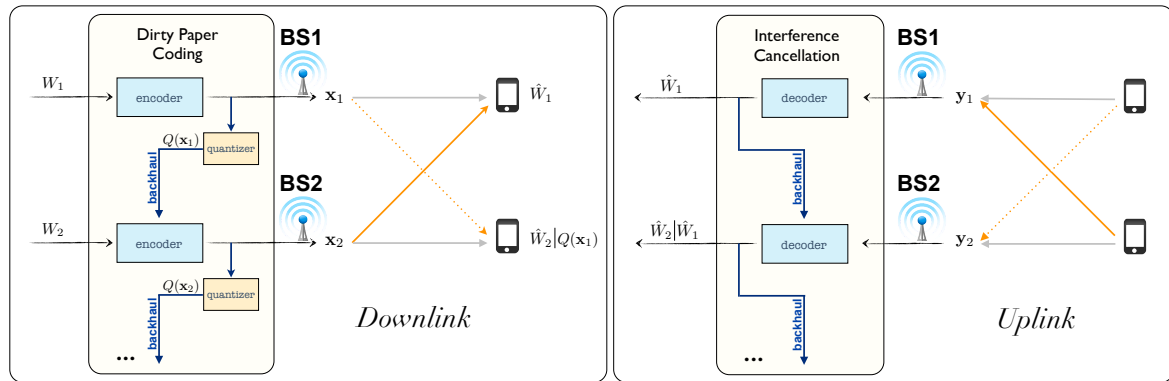 Dirty Paper
Coding
BS1
W₁
encoder
x₁
Ŵ₁
Q(x₁)
quantizer
backhaul
BS2
W₂
encoder
x₂
Ŵ₂|Q(x₁)
Q(x₂)
quantizer
backhaul
...
Downlink
Interference
Cancellation
BS1
Ŵ₁
decoder
y₁
backhaul
BS2
Ŵ₂|Ŵ₁
decoder
y₂
backhaul
...
Uplink